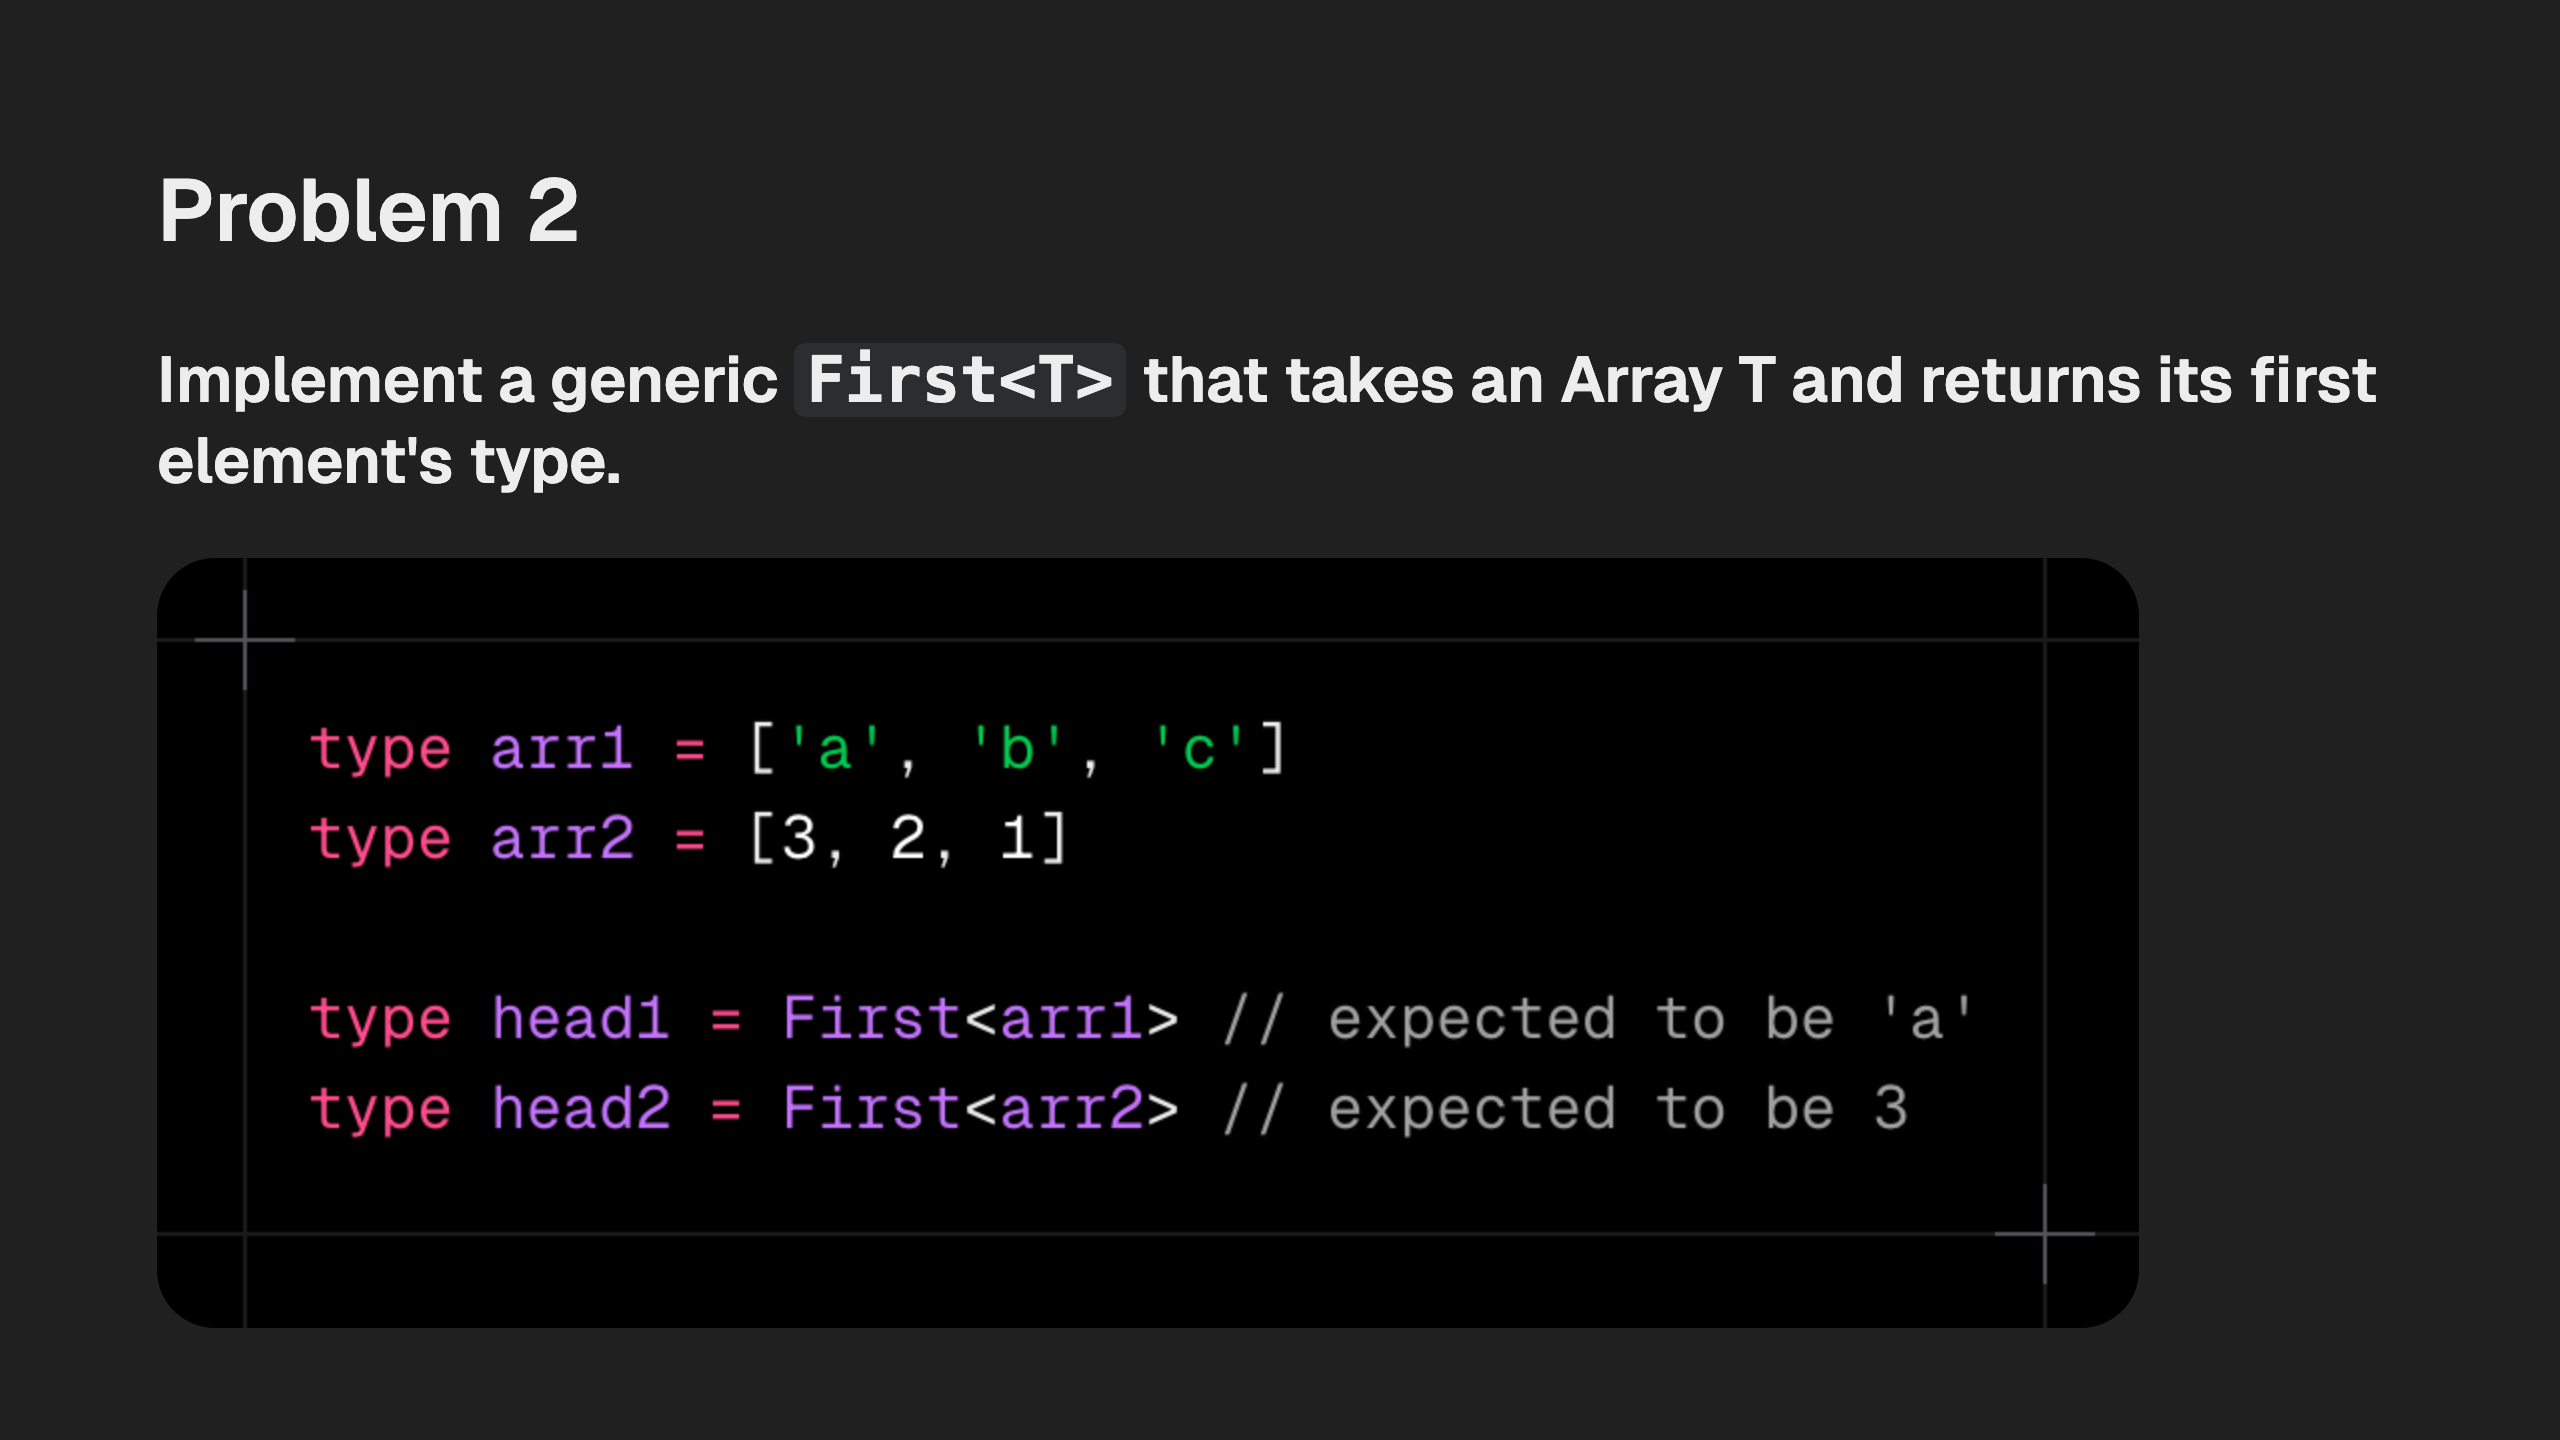 Problem 2
Implement a generic First<T> that takes an Array T and returns its first
element's type.
type arr1 = ['a', 'b', 'c']
type arr2 = [3, 2, 1]
type head1 = First<arr1> // expected to be 'a'
type head2 = First<arr2> // expected to be 3